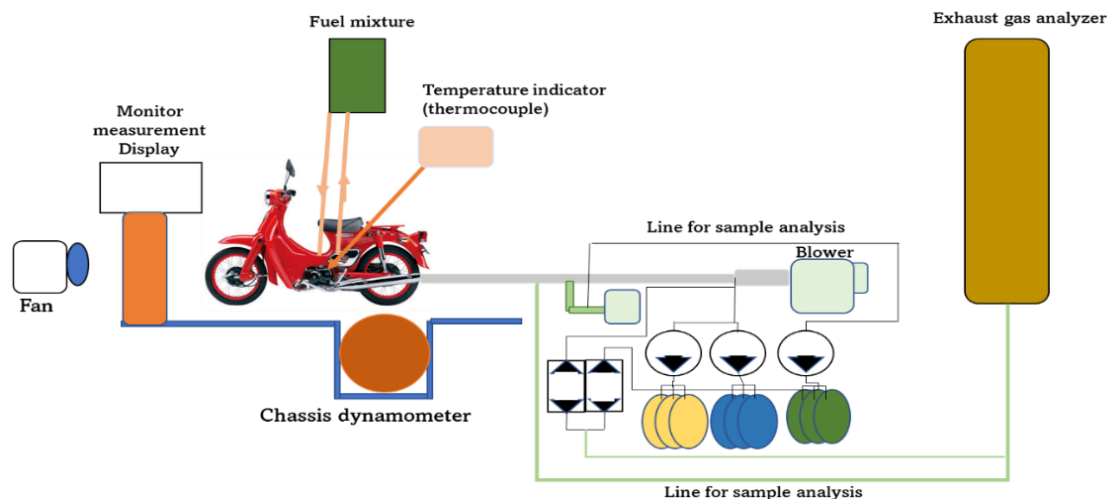 Fuel mixture
Exhaust gas analyzer
Temperature indicator
(thermocouple)
Monitor
measurement
Display
Line for sample analysis
Blower
Fan
Chassis dynamometer
Line for sample analysis